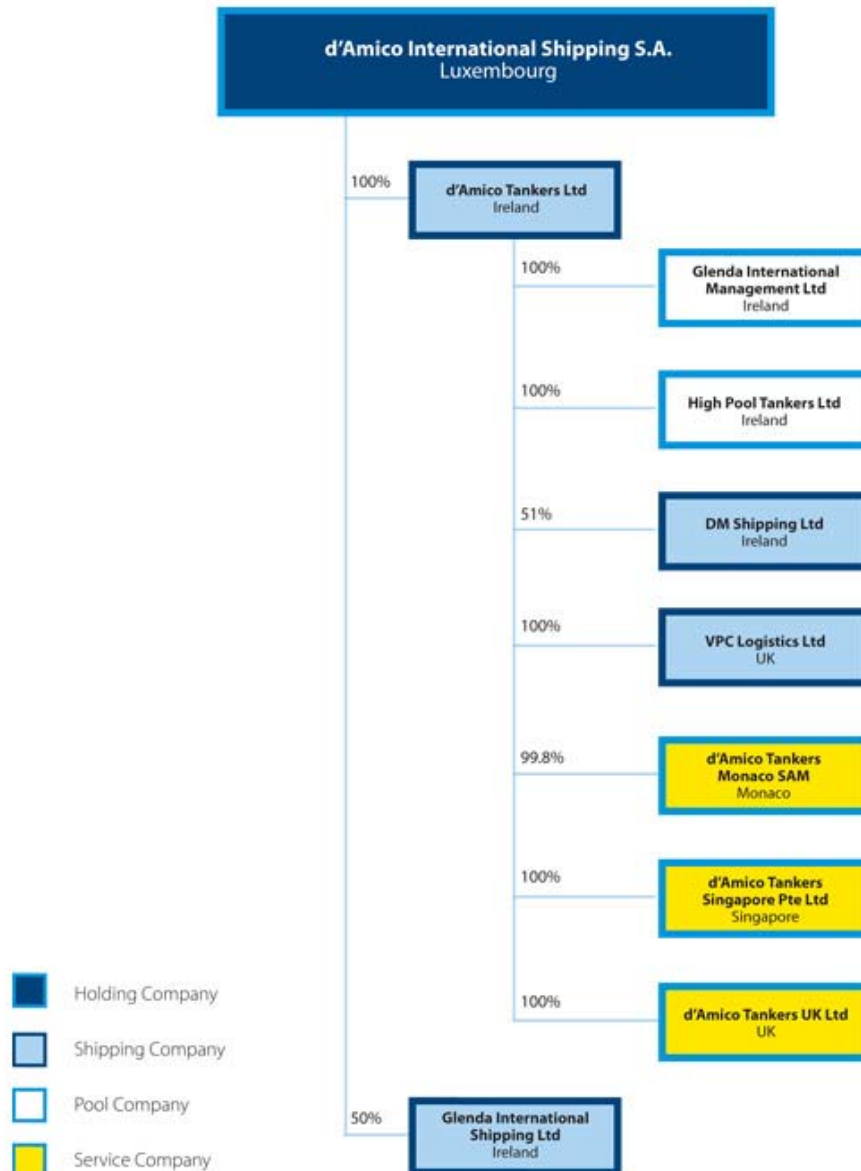 d'Amico International Shipping S.A.
Luxembourg
100%
d'Amico Tankers Ltd
Ireland
100%
Glenda International
Management Ltd
Ireland
100%
High Pool Tankers Ltd
Ireland
51%
DM Shipping Ltd
Ireland
100%
VPC Logistics Ltd
UK
99.8%
d'Amico Tankers
Monaco SAM
Monaco
100%
d'Amico Tankers
Singapore Pte Ltd
Singapore
100%
d'Amico Tankers UK Ltd
UK
50%
Glenda International
Shipping Ltd
Ireland
Holding Company
Shipping Company
Pool Company
Service Company